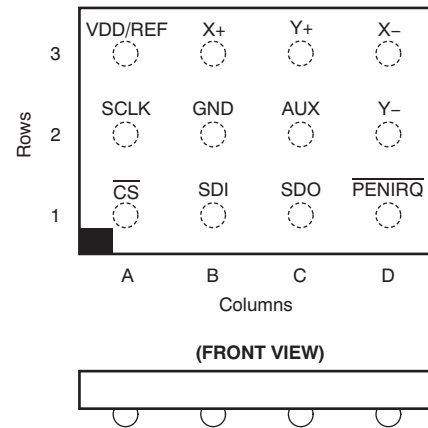 VDD/REF X+ Y+ X−
3
SCLK GND AUX Y−
Rows 2
CS SDI SDO PENIRQ
1
A B C D
Columns
(FRONT VIEW)